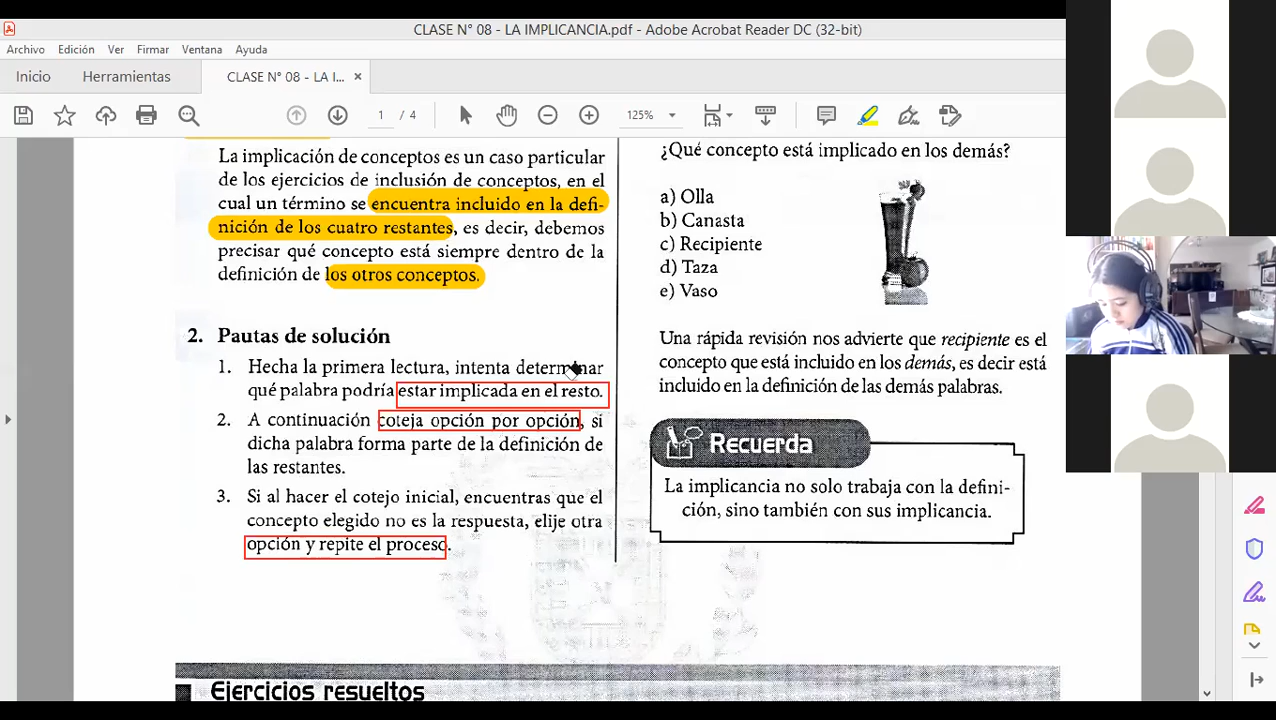 CLASE N° 08 - LA IMPLICANCIA.pdf - Adobe Acrobat Reader DC (32-bit)
Archivo Edición Ver Firmar Ventana Ayuda
Inicio Herramientas CLASE N° 08 - LA I... ×
1 / 4 125%
La implicación de conceptos es un caso particular
de los ejercicios de inclusión de conceptos, en el
cual un término se encuentra incluido en la defi-
nición de los cuatro restantes, es decir, debemos
precisar qué concepto está siempre dentro de la
definición de los otros conceptos.
2. Pautas de solución
1. Hecha la primera lectura, intenta determinar
qué palabra podría estar implicada en el resto.
2. A continuación coteja opción por opción, si
dicha palabra forma parte de la definición de
las restantes.
3. Si al hacer el cotejo inicial, encuentras que el
concepto elegido no es la respuesta, elije otra
opción y repite el proceso.
¿Qué concepto está implicado en los demás?
a) Olla
b) Canasta
c) Recipiente
d) Taza
e) Vaso
Una rápida revisión nos advierte que recipiente es el
concepto que está incluido en los demás, es decir está
incluido en la definición de las demás palabras.
Recuerda
La implicancia no solo trabaja con la defini-
ción, sino también con sus implicancia.
Ejercicios resueltos